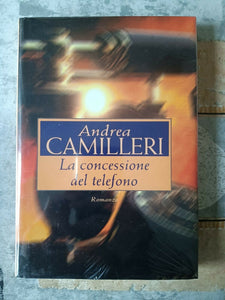 Andrea
CAMILLERI
La concessione
del telefono
Romanzo